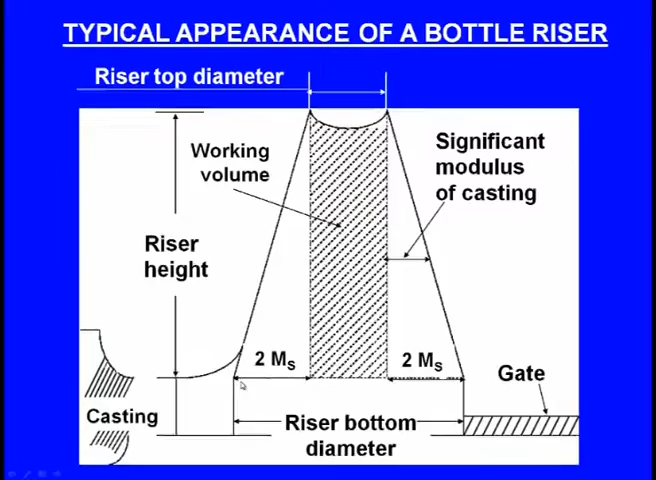 TYPICAL APPEARANCE OF A BOTTLE RISER
Riser top diameter
Working
volume
Significant
modulus
of casting
Riser
height
2 Ms
2 Ms
Gate
Casting
Riser bottom
diameter